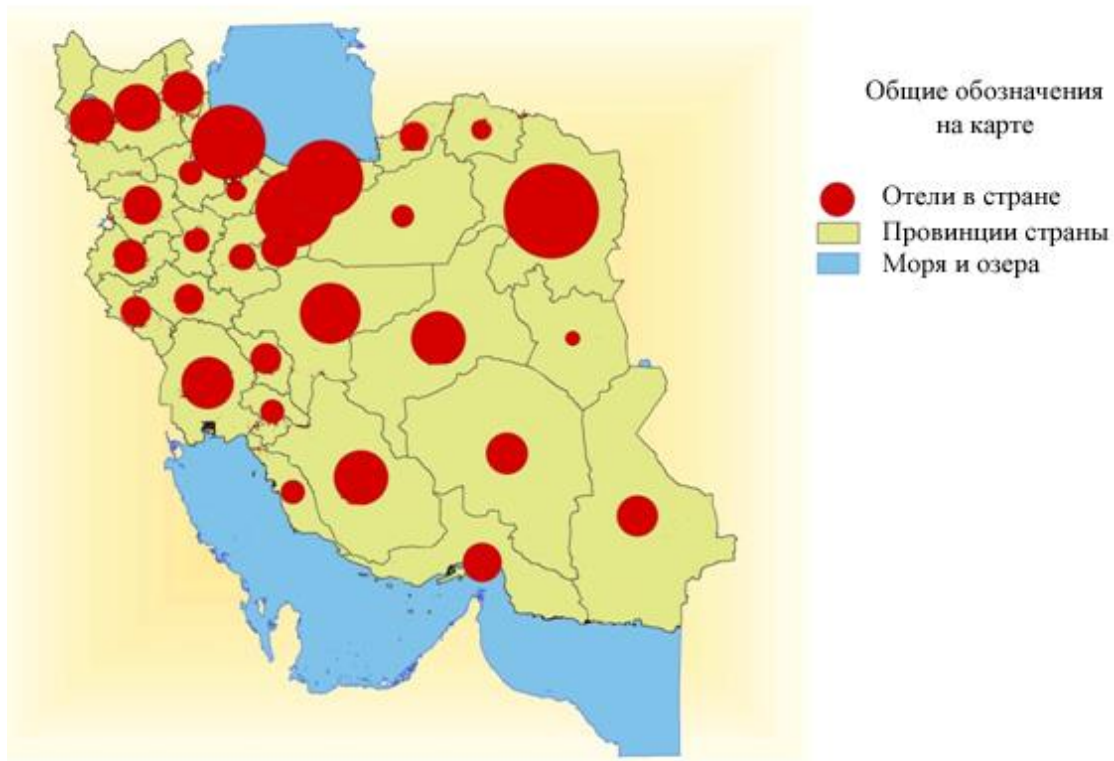 Общие обозначения
на карте
Отели в стране
Провинции страны
Моря и озера